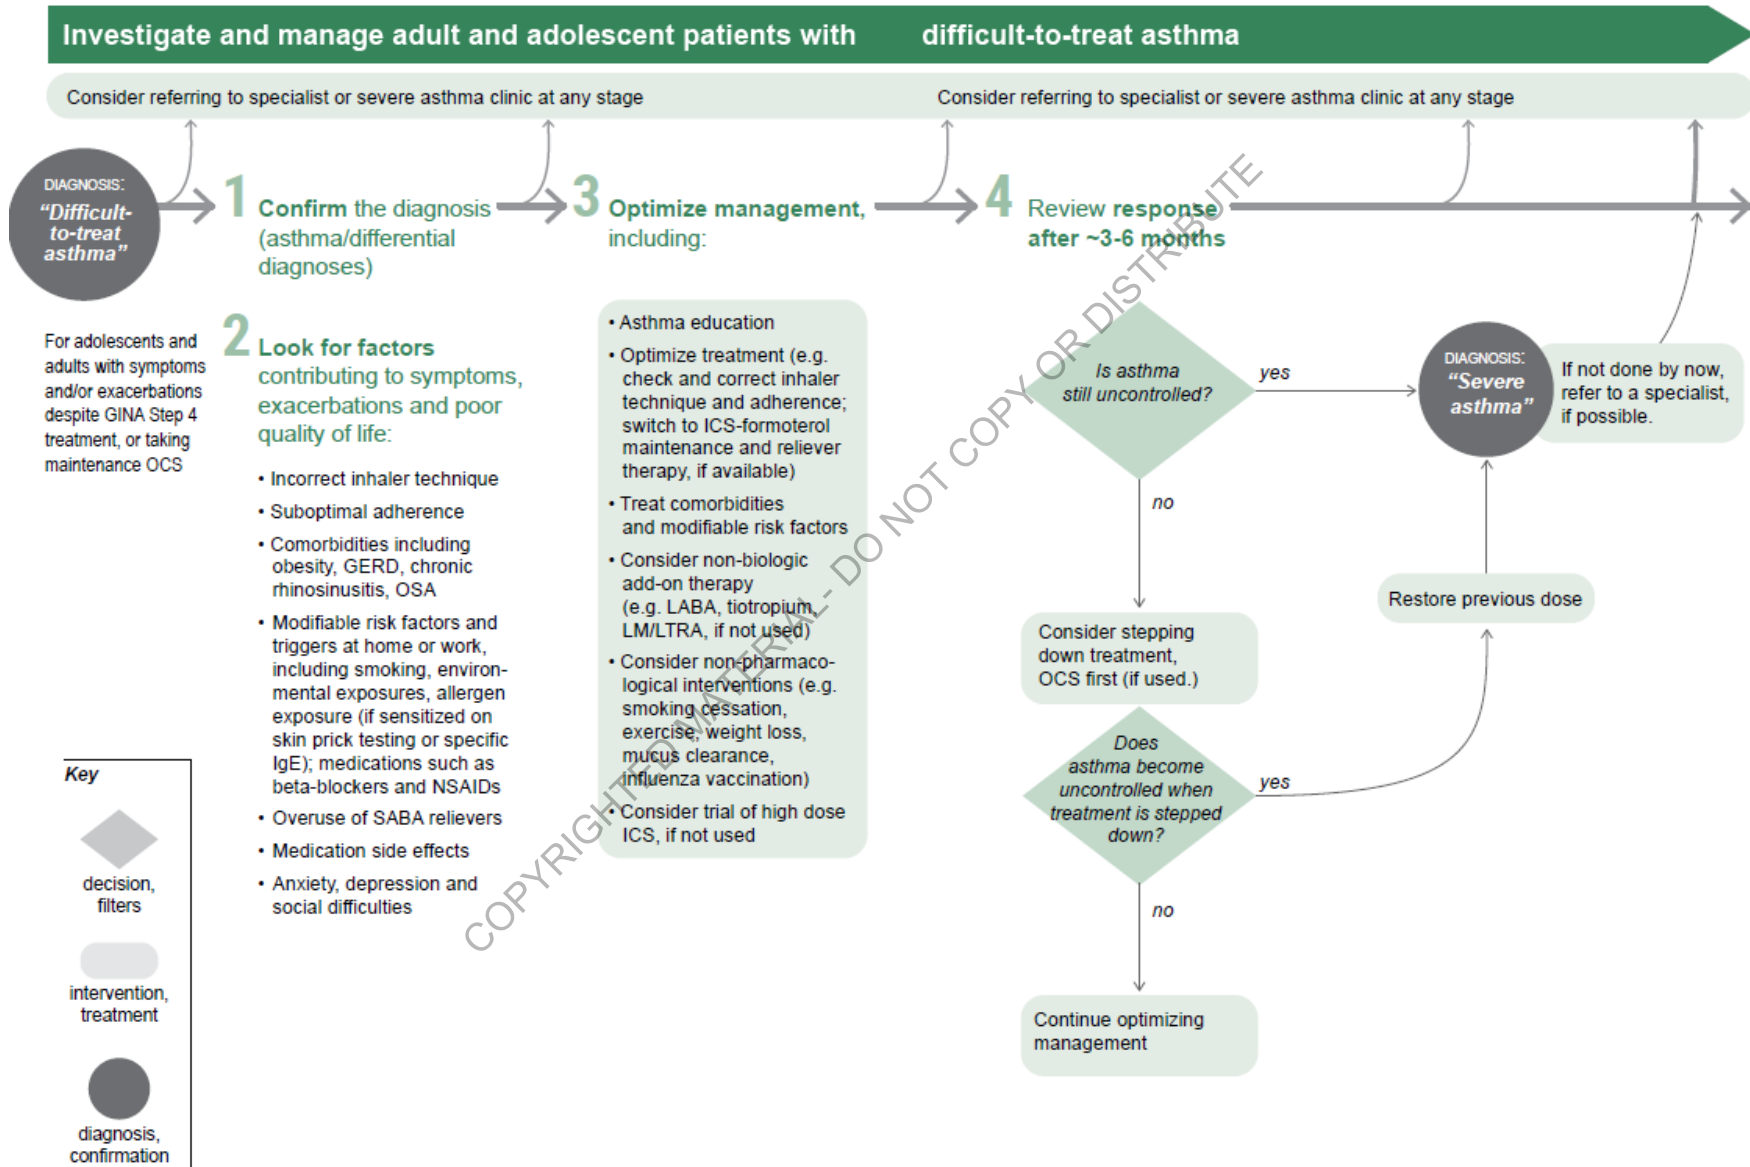 Investigate and manage adult and adolescent patients with difficult-to-treat asthma
Consider referring to specialist or severe asthma clinic at any stage
Consider referring to specialist or severe asthma clinic at any stage
DIAGNOSIS:
“Difficult-
to-treat
asthma”
For adolescents and
adults with symptoms
and/or exacerbations
despite GINA Step 4
treatment, or taking
maintenance OCS
1 Confirm the diagnosis
(asthma/differential
diagnoses)
2 Look for factors
contributing to symptoms,
exacerbations and poor
quality of life:
• Incorrect inhaler technique
• Suboptimal adherence
• Comorbidities including
obesity, GERD, chronic
rhinosinusitis, OSA
• Modifiable risk factors and
triggers at home or work,
including smoking, environ-
mental exposures, allergen
exposure (if sensitized on
skin prick testing or specific
IgE); medications such as
beta-blockers and NSAIDs
• Overuse of SABA relievers
• Medication side effects
• Anxiety, depression and
social difficulties
3 Optimize management,
including:
• Asthma education
• Optimize treatment (e.g.
check and correct inhaler
technique and adherence;
switch to ICS-formoterol
maintenance and reliever
therapy, if available)
• Treat comorbidities
and modifiable risk factors
• Consider non-biologic
add-on therapy
(e.g. LABA, tiotropium,
LM/LTRA, if not used)
• Consider non-pharmaco-
logical interventions (e.g.
smoking cessation,
exercise, weight loss,
mucus clearance,
influenza vaccination)
• Consider trial of high dose
ICS, if not used
4 Review response
after ~3-6 months
Is asthma
still uncontrolled?
yes
no
DIAGNOSIS:
“Severe
asthma”
If not done by now,
refer to a specialist,
if possible.
Consider stepping
down treatment,
OCS first (if used.)
Restore previous dose
Does
asthma become
uncontrolled when
treatment is stepped
down?
yes
no
Continue optimizing
management
Key
decision,
filters
intervention,
treatment
diagnosis,
confirmation
COPYRIGHTED MATERIAL- DO NOT COPY OR DISTRIBUTE